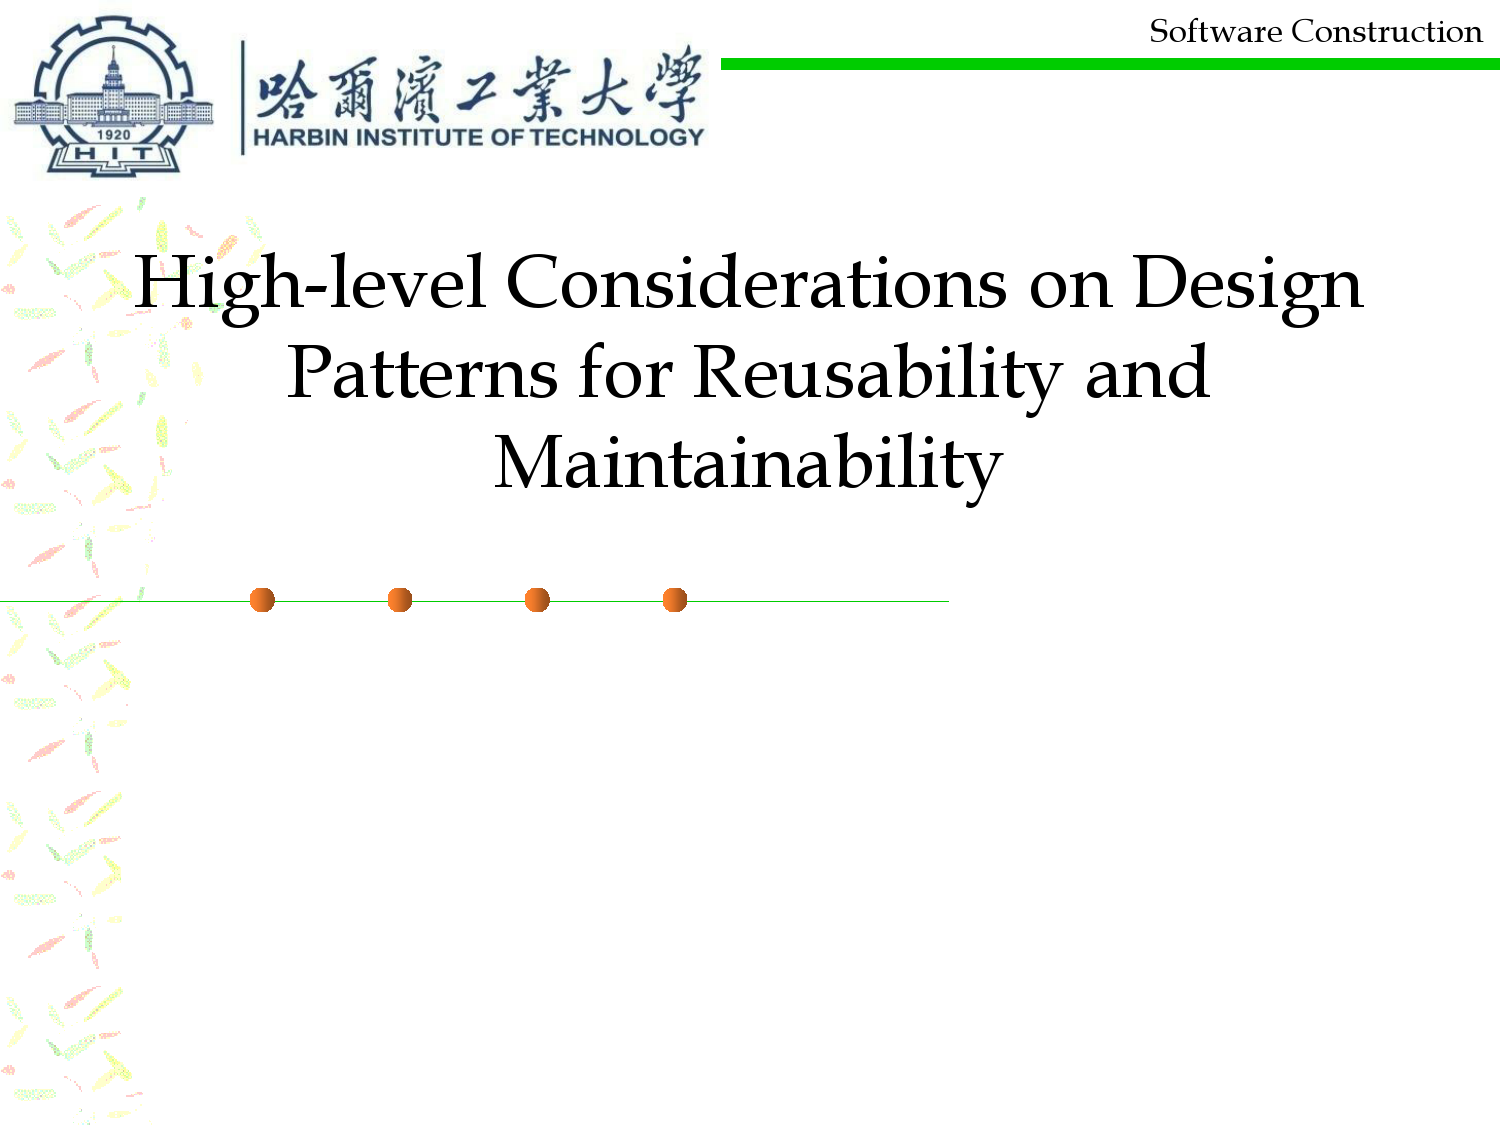 Software Construction
哈爾濱工業大學
HARBIN INSTITUTE OF TECHNOLOGY
1920
HIT
High-level Considerations on Design
Patterns for Reusability and
Maintainability